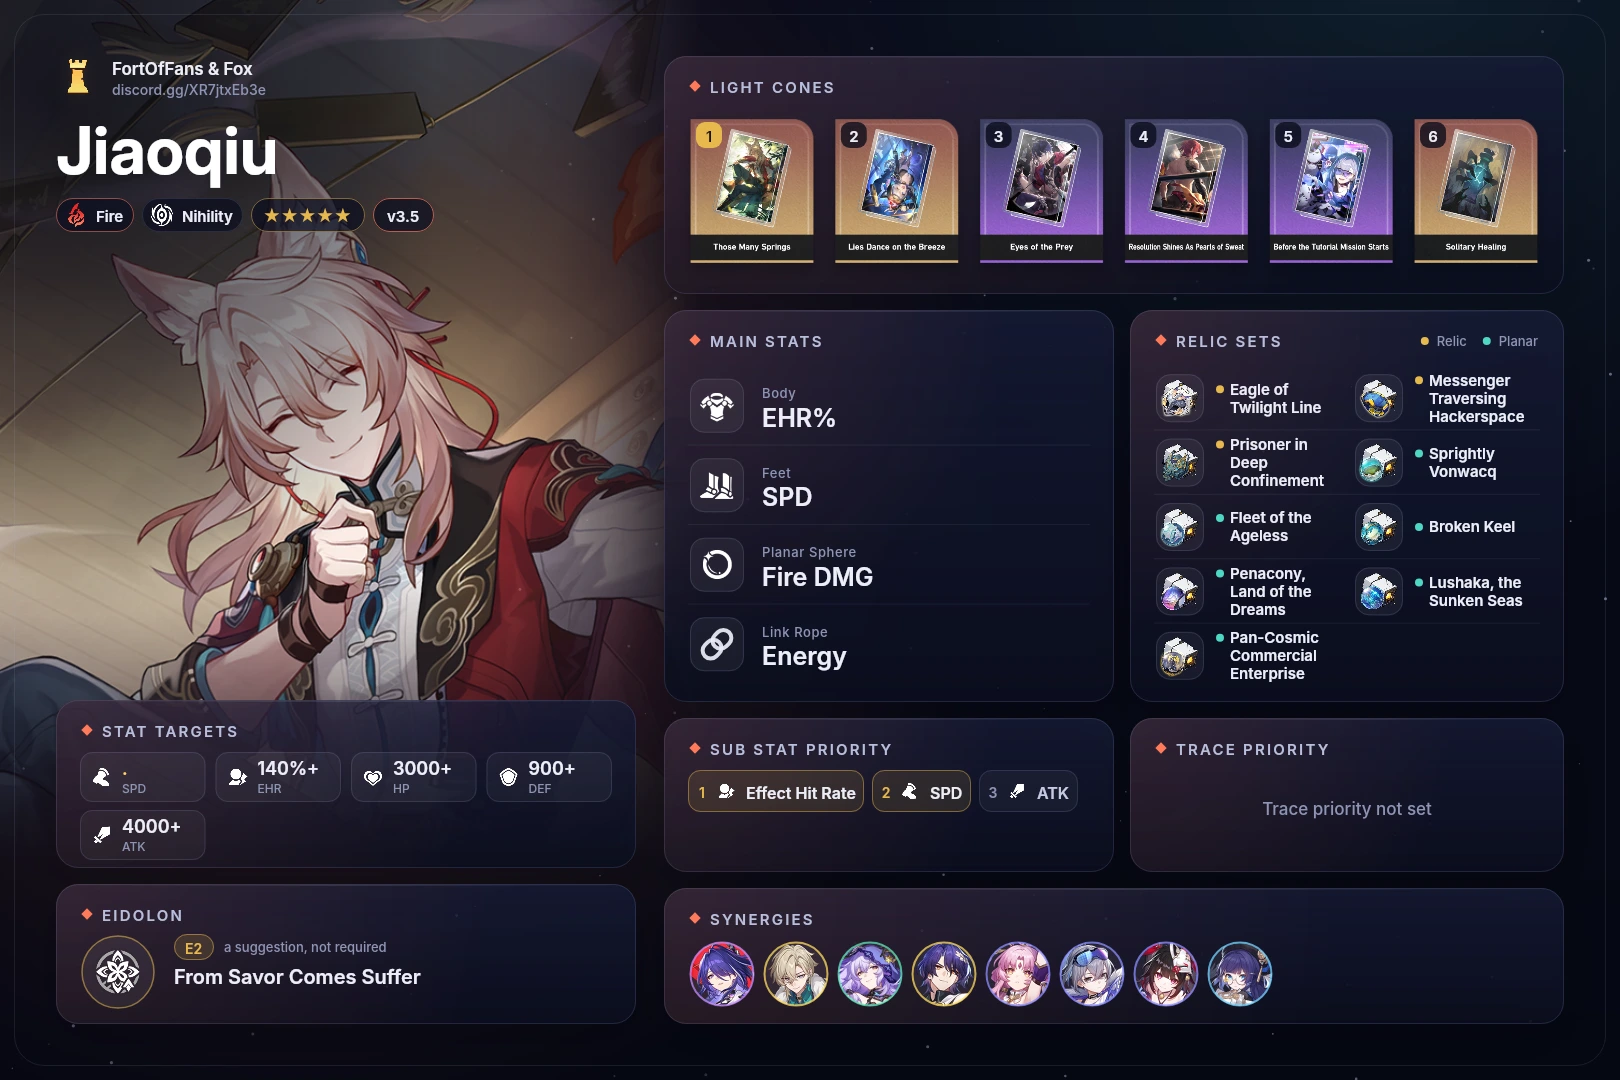 FortOfFans & Fox
discord.gg/XR7jtxEb3e
Jiaoqiu
Fire
Nihility
★★★★★
v3.5
LIGHT CONES
1
2
3
4
5
6
Those Many Springs
Lies Dance on the Breeze
Eyes of the Prey
Resolution Shines As Pearls of Sweat
Before the Tutorial Mission Starts
Solitary Healing
MAIN STATS
Body
EHR%
Feet
SPD
Planar Sphere
Fire DMG
Link Rope
Energy
RELIC SETS
Relic
Planar
Eagle of
Twilight Line
Messenger
Traversing
Hackerspace
Prisoner in
Deep
Confinement
Sprightly
Vonwacq
Fleet of the
Ageless
Broken Keel
Penacony,
Land of the
Dreams
Lushaka, the
Sunken Seas
Pan-Cosmic
Commercial
Enterprise
STAT TARGETS
.
SPD
140%+
EHR
3000+
HP
900+
DEF
4000+
ATK
SUB STAT PRIORITY
1 Effect Hit Rate
2 SPD
3 ATK
TRACE PRIORITY
Trace priority not set
EIDOLON
E2
a suggestion, not required
From Savor Comes Suffer
SYNERGIES